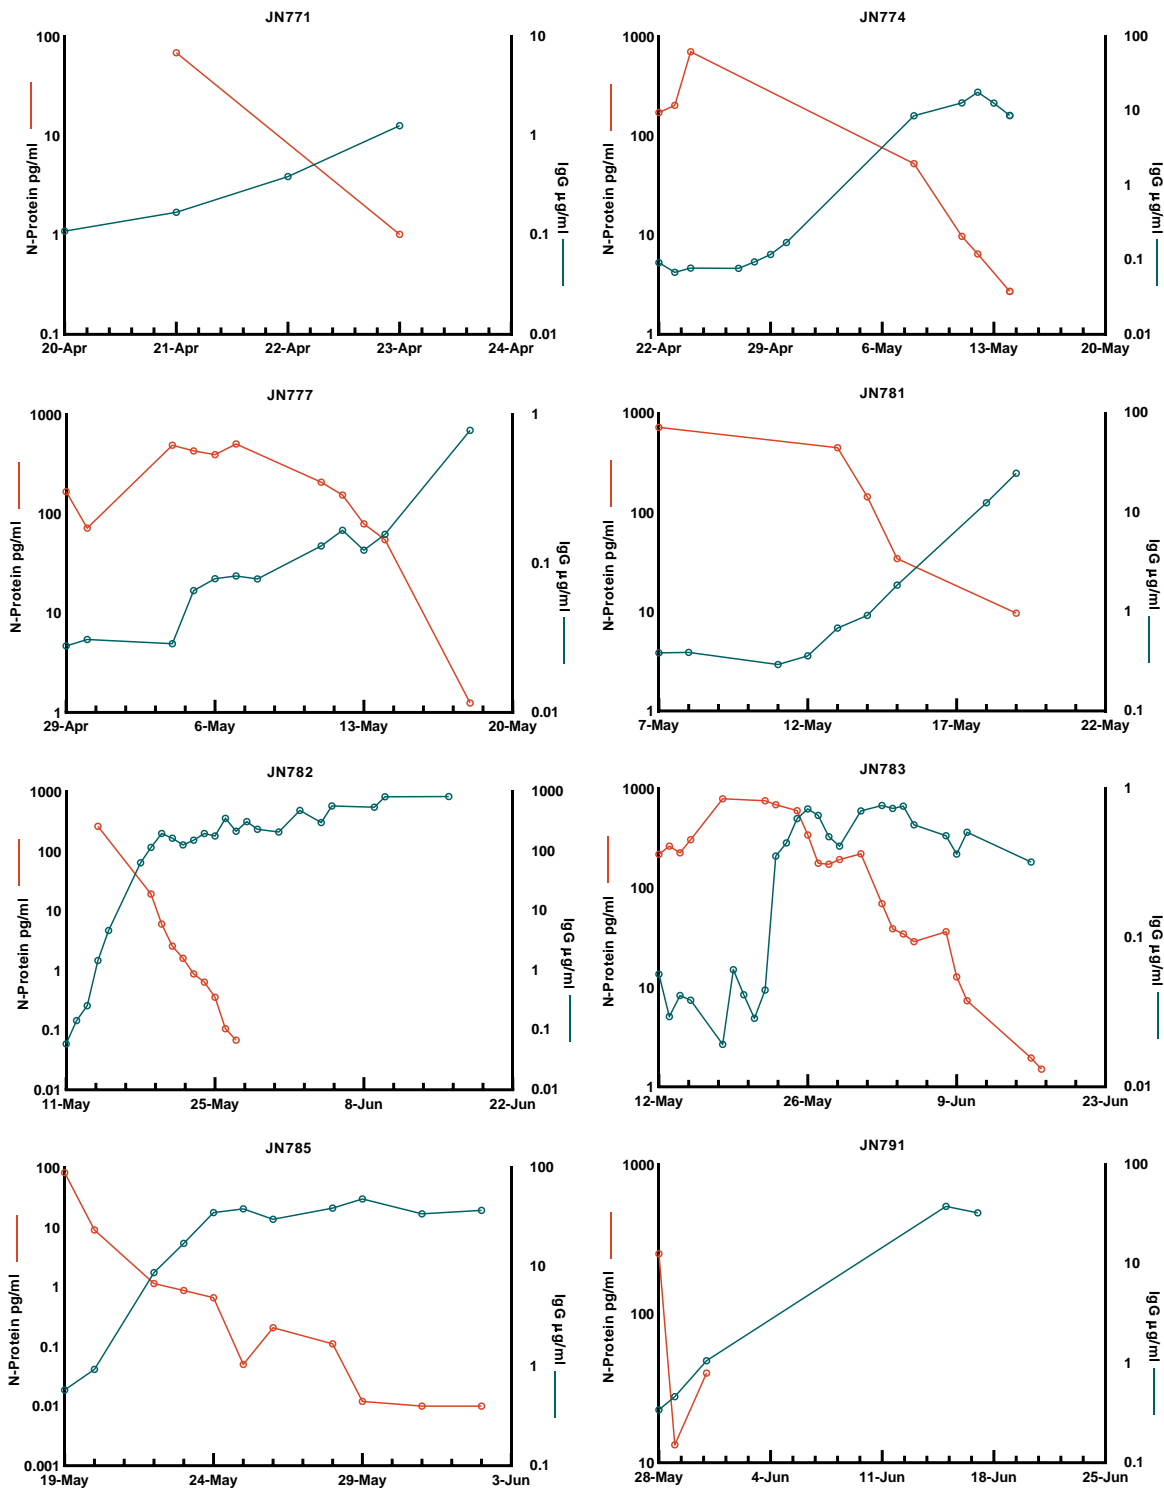 JN771
100
10
1
0.1
N-Protein pg/ml
10
1
0.1
0.01
IgG µg/ml
20-Apr 21-Apr 22-Apr 23-Apr 24-Apr
JN774
1000
100
10
1
N-Protein pg/ml
100
10
1
0.1
0.01
IgG µg/ml
22-Apr 29-Apr 6-May 13-May 20-May
JN777
1000
100
10
1
N-Protein pg/ml
1
0.1
0.01
IgG µg/ml
29-Apr 6-May 13-May 20-May
JN781
1000
100
10
1
N-Protein pg/ml
100
10
1
0.1
IgG µg/ml
7-May 12-May 17-May 22-May
JN782
1000
100
10
1
0.1
0.01
N-Protein pg/ml
1000
100
10
1
0.1
0.01
IgG µg/ml
11-May 25-May 8-Jun 22-Jun
JN783
1000
100
10
1
N-Protein pg/ml
1
0.1
0.01
IgG µg/ml
12-May 26-May 9-Jun 23-Jun
JN785
100
10
1
0.1
0.01
0.001
N-Protein pg/ml
100
10
1
0.1
IgG µg/ml
19-May 24-May 29-May 3-Jun
JN791
1000
100
10
N-Protein pg/ml
100
10
1
0.1
IgG µg/ml
28-May 4-Jun 11-Jun 18-Jun 25-Jun